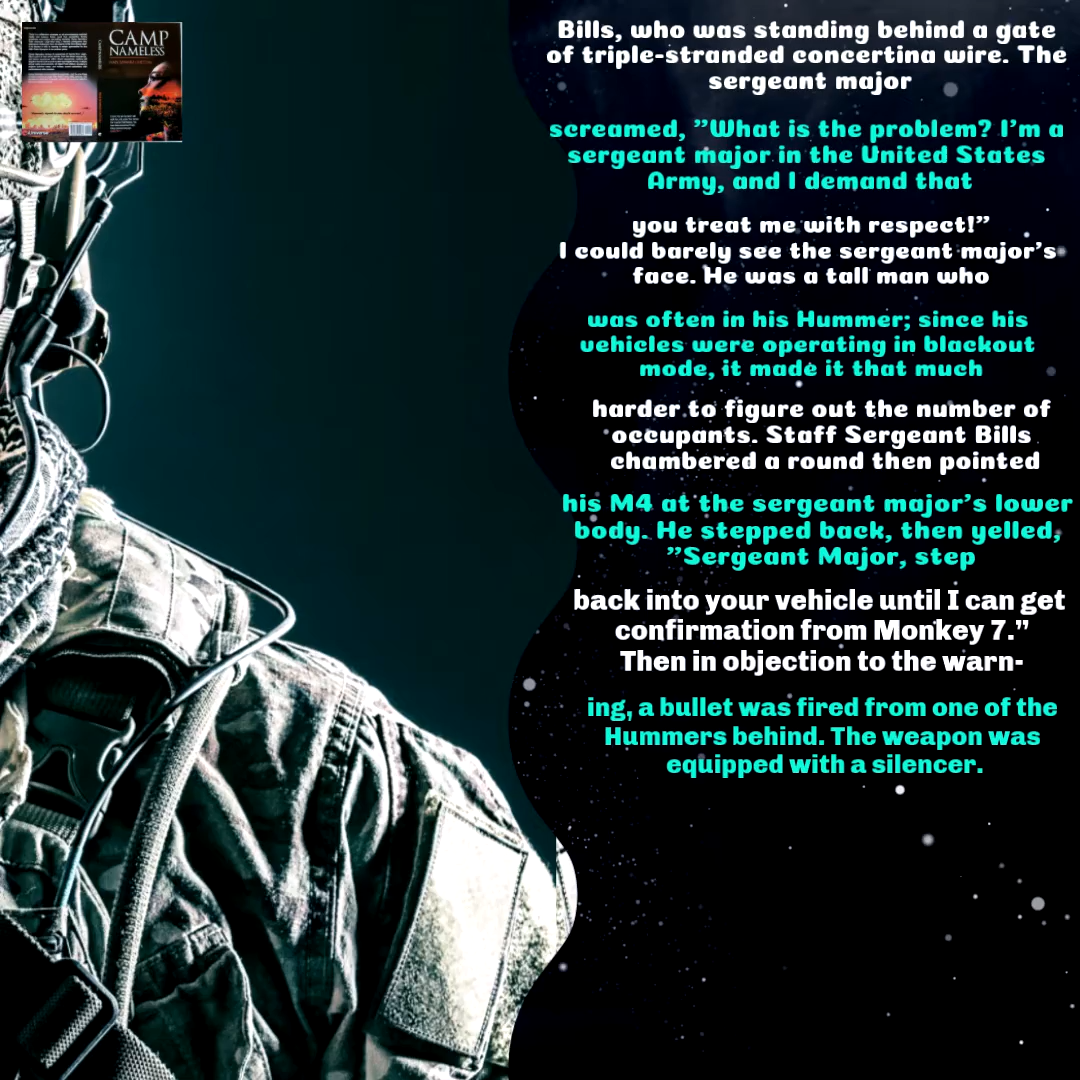 CAMP
NAMELESS
Bills, who was standing behind a gate
of triple-stranded concertina wire. The
sergeant major
screamed, ”What is the problem? I’m a
sergeant major in the United States
Army, and I demand that
you treat me with respect!”
I could barely see the sergeant major’s
face. He was a tall man who
was often in his Hummer; since his
vehicles were operating in blackout
mode, it made it that much
harder to figure out the number of
occupants. Staff Sergeant Bills
chambered a round then pointed
his M4 at the sergeant major’s lower
body. He stepped back, then yelled,
”Sergeant Major, step
back into your vehicle until I can get
confirmation from Monkey 7.”
Then in objection to the warn-
ing, a bullet was fired from one of the
Hummers behind. The weapon was
equipped with a silencer.